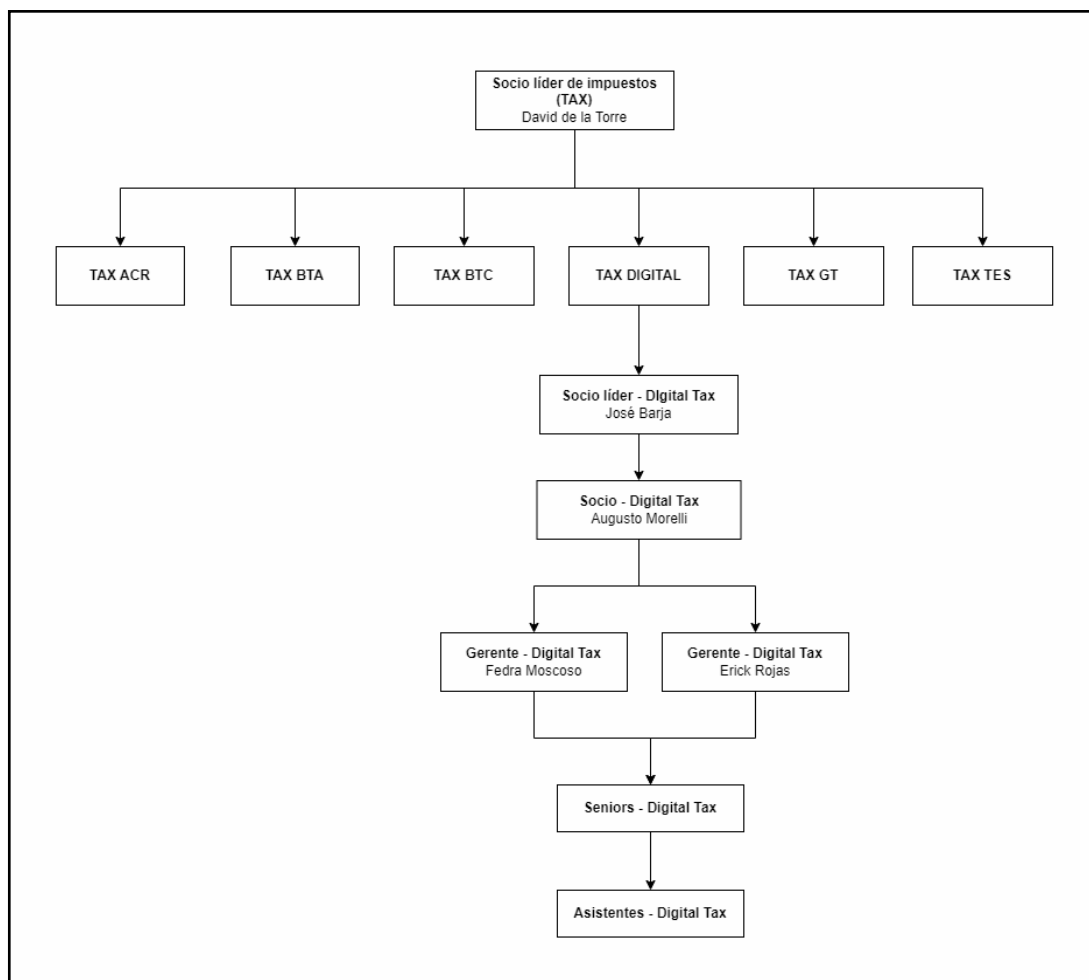 Socio líder de impuestos
(TAX)
David de la Torre
TAX ACR
TAX BTA
TAX BTC
TAX DIGITAL
TAX GT
TAX TES
Socio líder - DIgital Tax
José Barja
Socio - Digital Tax
Augusto Morelli
Gerente - Digital Tax
Fedra Moscoso
Gerente - Digital Tax
Erick Rojas
Seniors - Digital Tax
Asistentes - Digital Tax